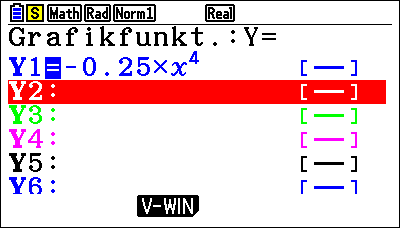 S Math Rad Norm1 Real
Grafikfunkt.:Y=
Y1=-0.25×x⁴ [—]
Y2: [—]
Y3: [—]
Y4: [—]
Y5: [—]
Y6: [—]
V-WIN